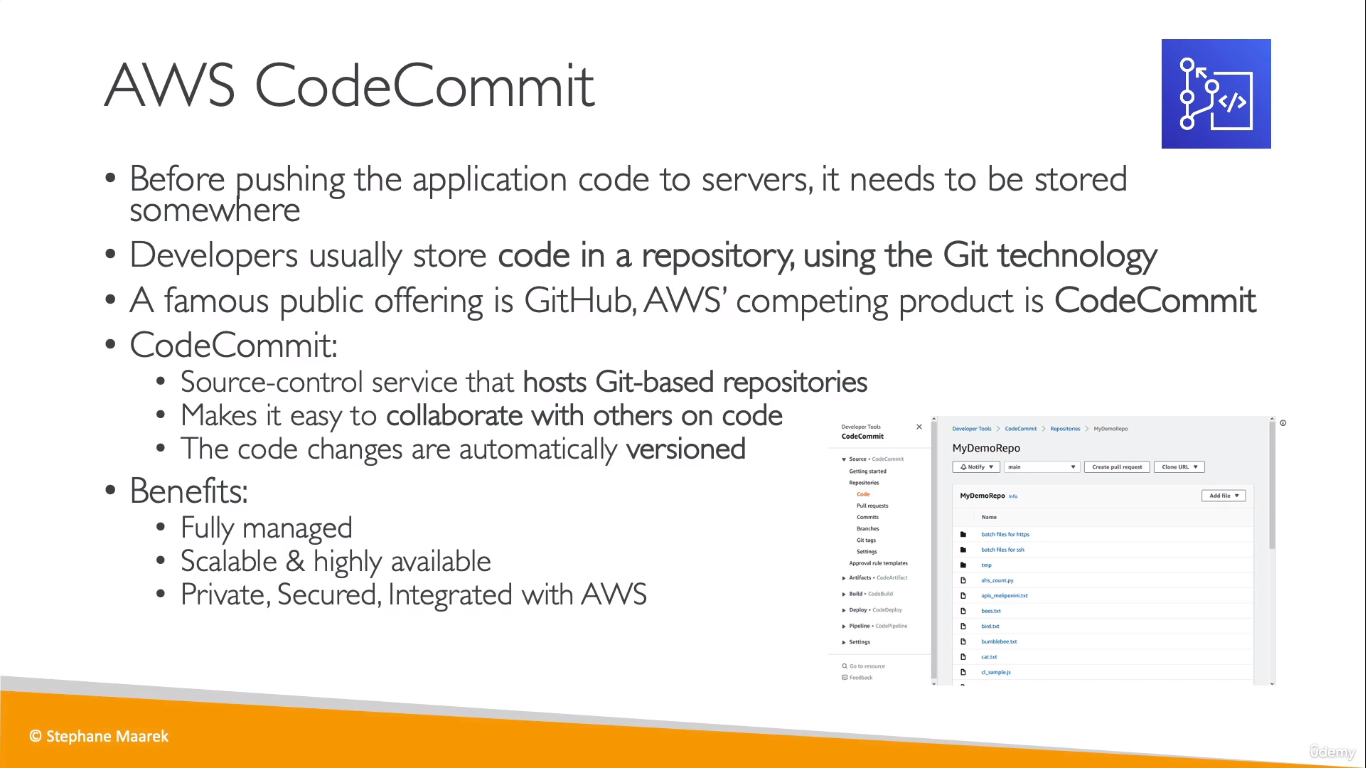 AWS CodeCommit
• Before pushing the application code to servers, it needs to be stored
somewhere
• Developers usually store code in a repository, using the Git technology
• A famous public offering is GitHub, AWS’ competing product is CodeCommit
• CodeCommit:
• Source-control service that hosts Git-based repositories
• Makes it easy to collaborate with others on code
• The code changes are automatically versioned
• Benefits:
• Fully managed
• Scalable & highly available
• Private, Secured, Integrated with AWS
Developer Tools
CodeCommit
Source • CodeCommit
Getting started
Repositories
Code
Pull requests
Commits
Branches
Git tags
Settings
Approval rule templates
Artifacts • CodeArtifact
Build • CodeBuild
Deploy • CodeDeploy
Pipeline • CodePipeline
Settings
Go to resource
Feedback
Developer Tools > CodeCommit > Repositories > MyDemoRepo
MyDemoRepo
Notify main Create pull request Clone URL
MyDemoRepo Info Add file
Name
batch files for https
batch files for ssh
tmp
ahs_count.py
apis_meliponini.txt
bees.txt
bird.txt
bumblebee.txt
cat.txt
cl_sample.js
© Stephane Maarek
ûdemy